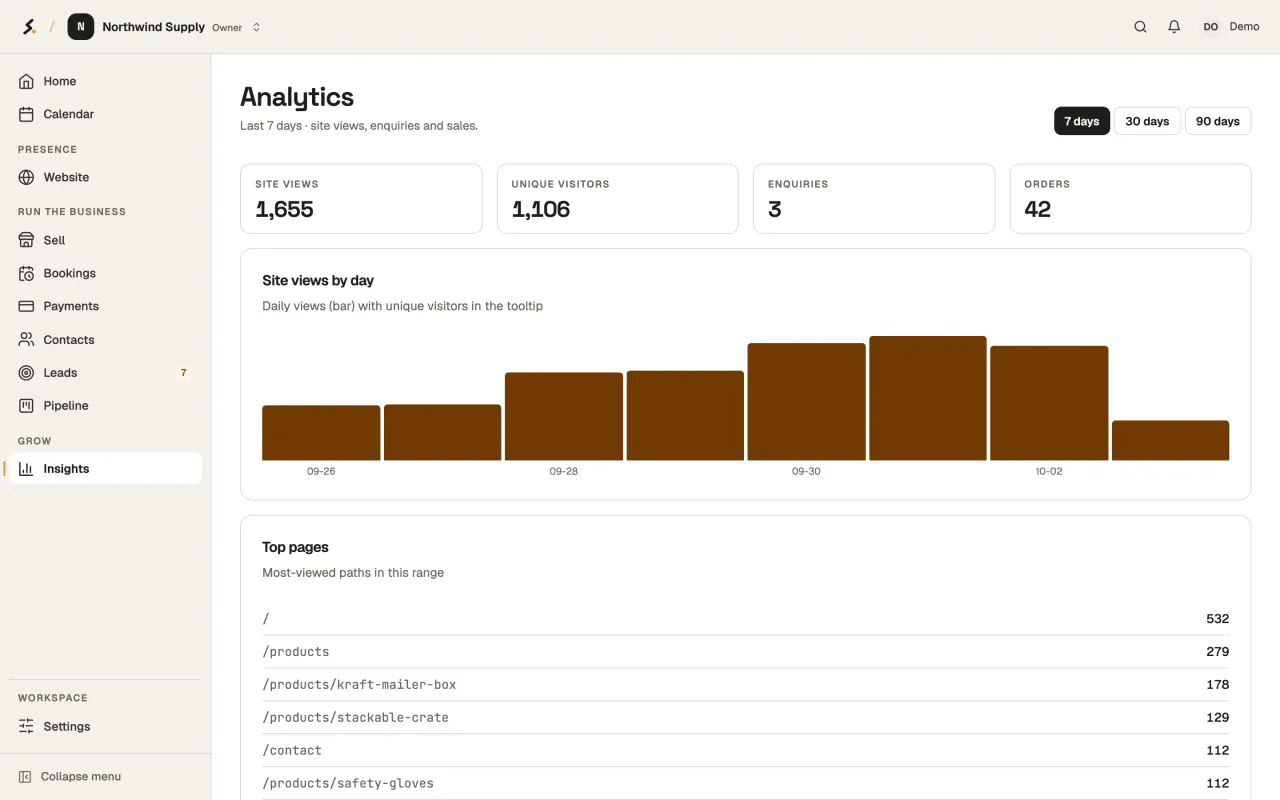 / N Northwind Supply Owner
DO Demo
Home
Calendar
PRESENCE
Website
RUN THE BUSINESS
Sell
Bookings
Payments
Contacts
Leads 7
Pipeline
GROW
Insights
WORKSPACE
Settings
Collapse menu
Analytics
Last 7 days · site views, enquiries and sales.
7 days 30 days 90 days
SITE VIEWS
1,655
UNIQUE VISITORS
1,106
ENQUIRIES
3
ORDERS
42
Site views by day
Daily views (bar) with unique visitors in the tooltip
09-26 09-28 09-30 10-02
Top pages
Most-viewed paths in this range
/ 532
/products 279
/products/kraft-mailer-box 178
/products/stackable-crate 129
/contact 112
/products/safety-gloves 112